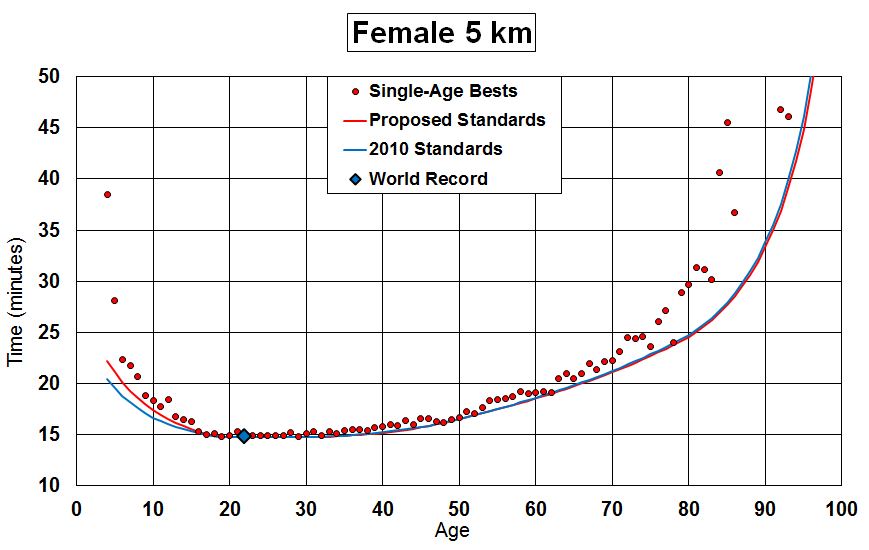 Female 5 km
50
45
40
35
30
25
20
15
10
Time (minutes)
Single-Age Bests
Proposed Standards
2010 Standards
World Record
0 10 20 30 40 50 60 70 80 90 100
Age